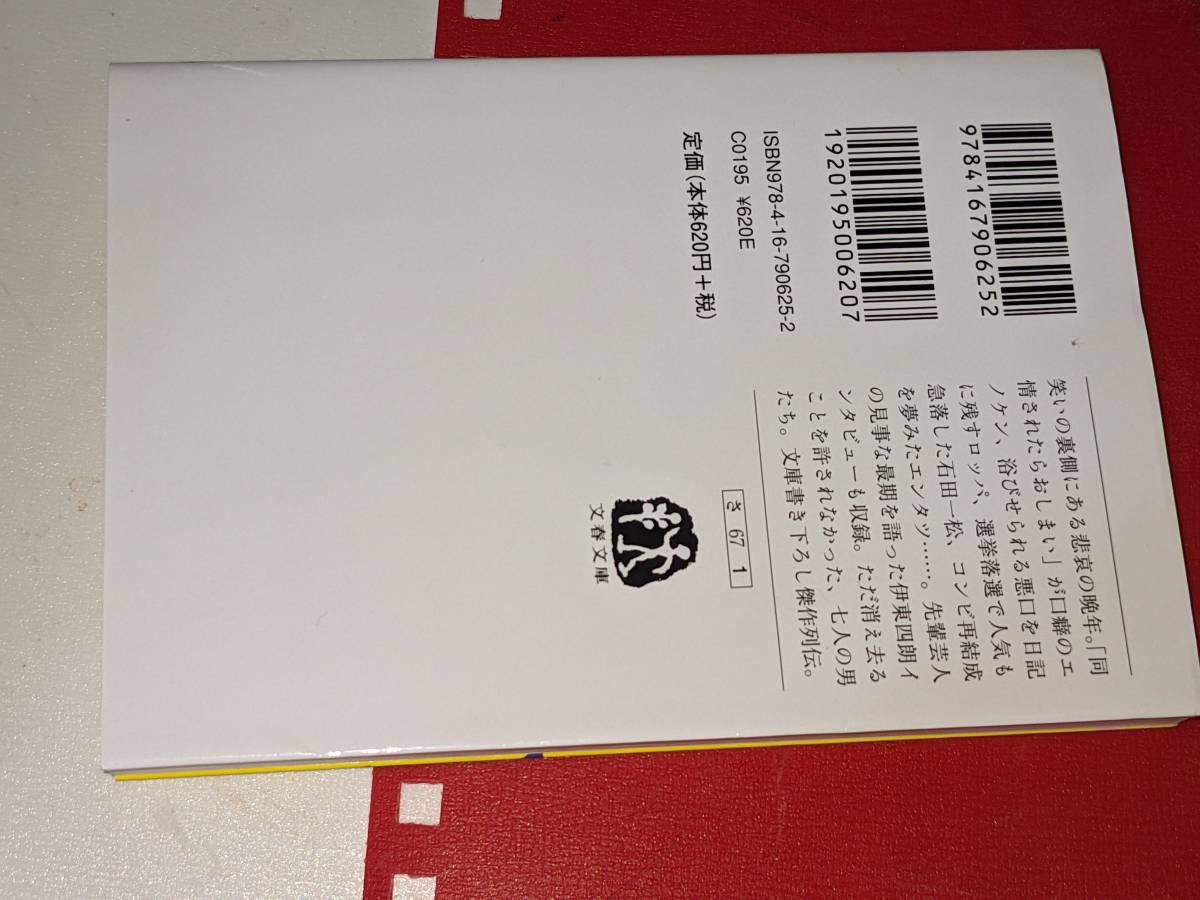 9784167906252
1920195006207
ISBN978-4-16-790625-2
C0195 ¥620E
定価(本体620円+税)
笑いの裏側にある悲哀の晩年。「同
情されたらおしまい」が口癖のエ
ノケン、浴びせられる悪口を日記
に残すロッパ、選挙落選で人気も
急落した石田一松、コンビ再結成
を夢みたエンタツ……。先輩芸人
の見事な最期を語った伊東四朗イ
ンタビューも収録。ただ消え去る
ことを許されなかった、七人の男
たち。文庫書き下ろし傑作列伝。
さ 67 1
文春文庫